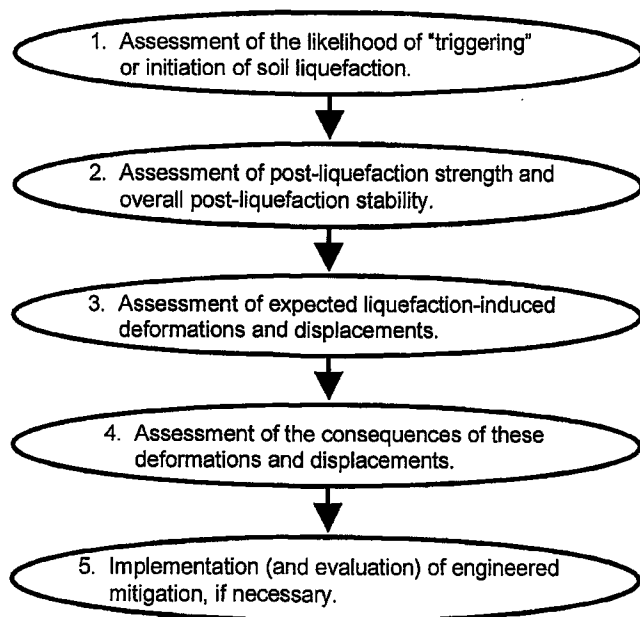 1. Assessment of the likelihood of "triggering"
or initiation of soil liquefaction.
2. Assessment of post-liquefaction strength and
overall post-liquefaction stability.
3. Assessment of expected liquefaction-induced
deformations and displacements.
4. Assessment of the consequences of these
deformations and displacements.
5. Implementation (and evaluation) of engineered
mitigation, if necessary.